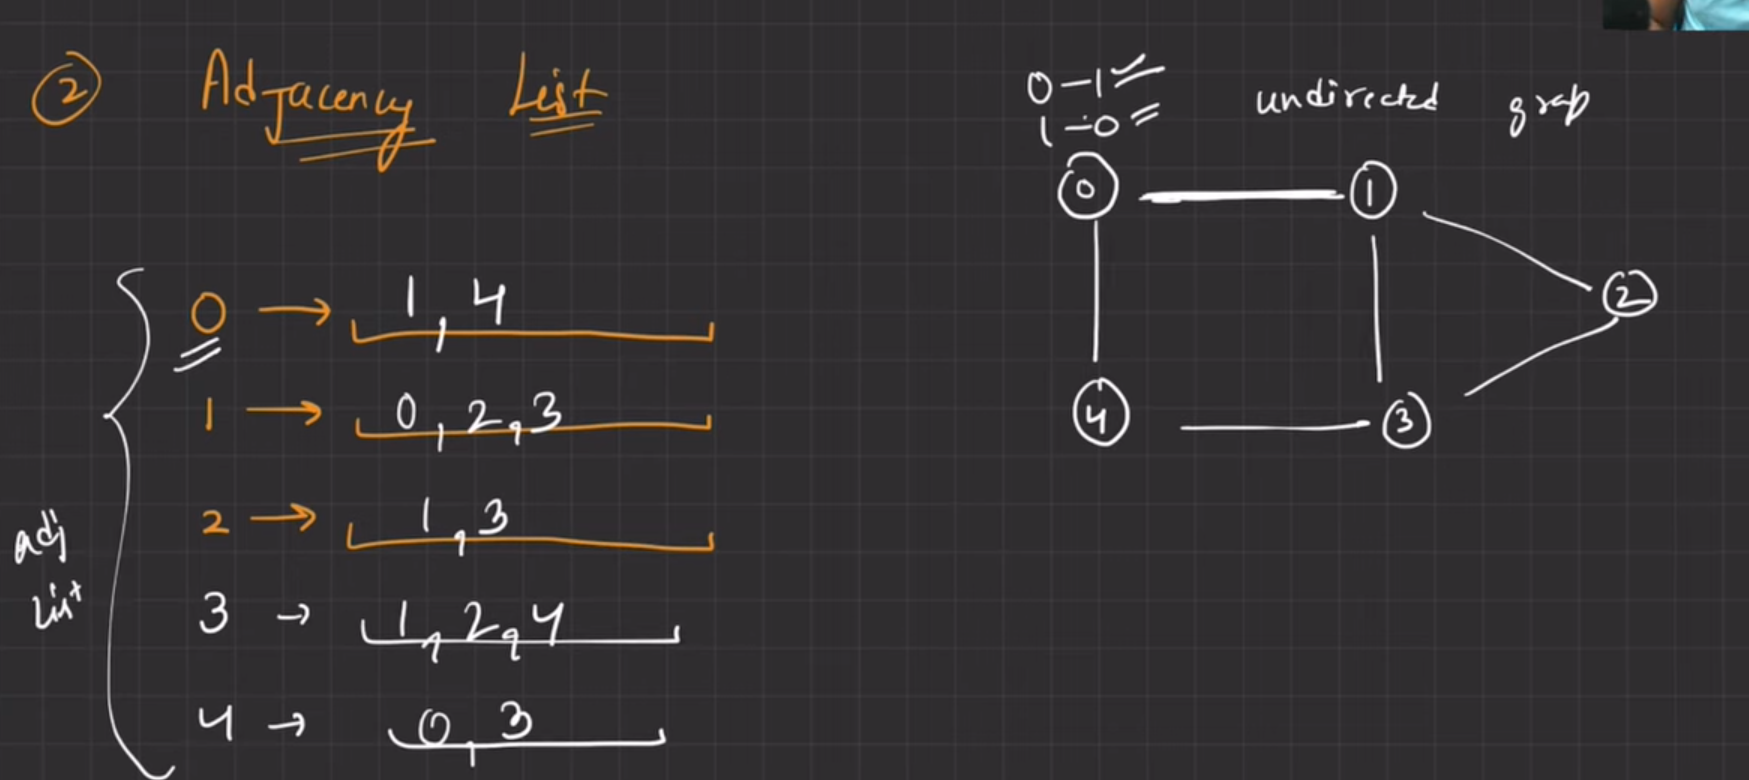 ② Adjacency List
0 → 1, 4
1 → 0, 2, 3
2 → 1, 3
3 → 1, 2, 4
4 → 0, 3
adj
list
0-1
1-0
undirected grap
0 1
2
4 3